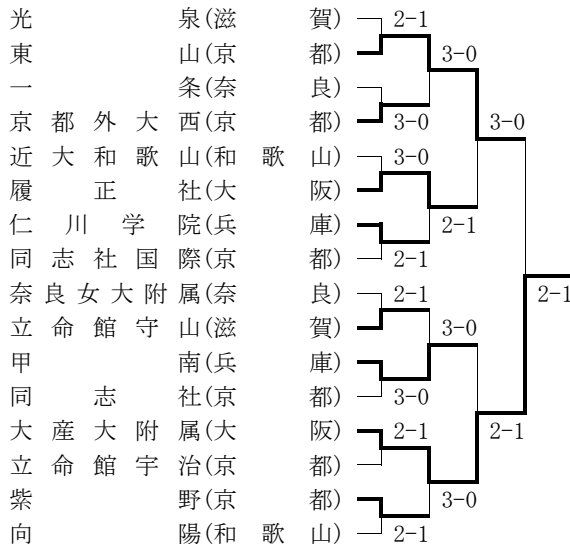 光泉(滋賀) 2-1
東山(京都) 3-0
一条(奈良)
京都外大西(京都) 3-0 3-0
近大和歌山(和歌山) 3-0
履正社(大阪)
仁川学院(兵庫) 2-1
同志社国際(京都) 2-1
奈良女大附属(奈良) 2-1 2-1
立命館守山(滋賀) 3-0
甲南(兵庫)
同志社(京都) 3-0
大産大附属(大阪) 2-1 2-1
立命館宇治(京都)
紫野(京都) 3-0
向陽(和歌山) 2-1